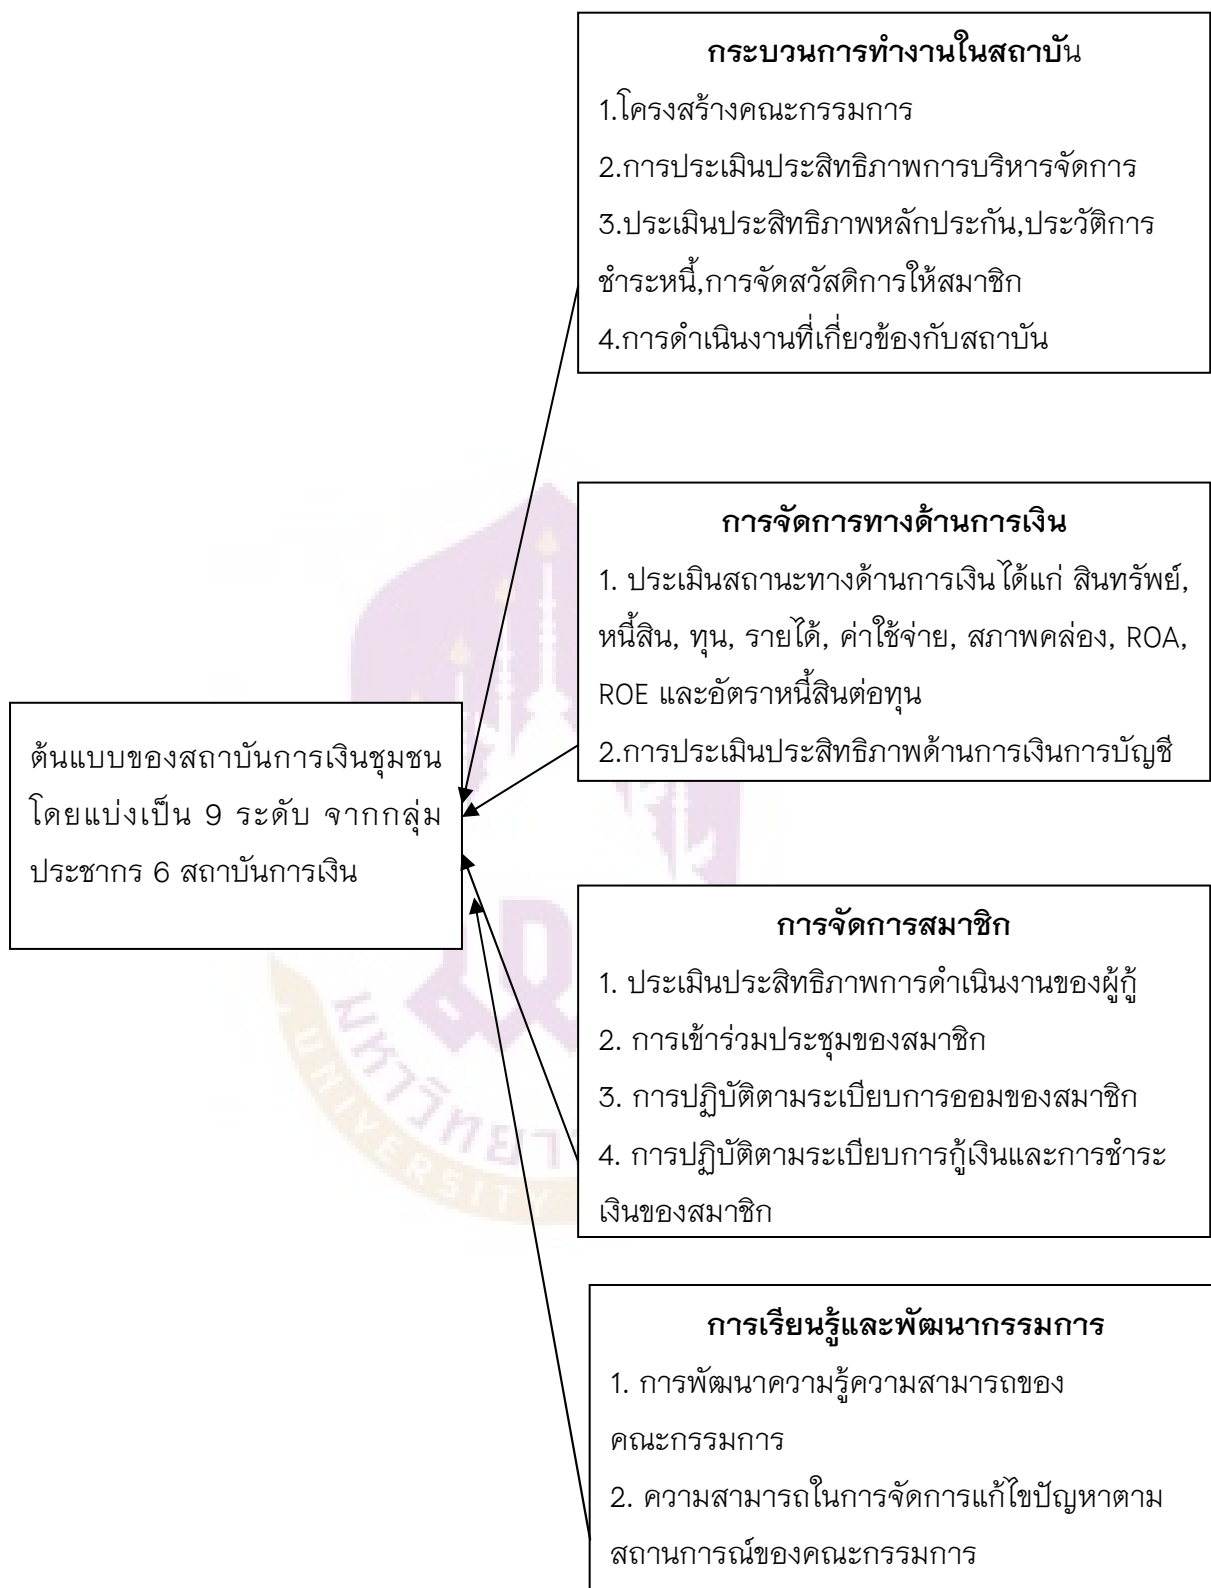 กระบวนการทำงานในสถาบัน
1.โครงสร้างคณะกรรมการ
2.การประเมินประสิทธิภาพการบริหารจัดการ
3.ประเมินประสิทธิภาพหลักประกัน,ประวัติการ
ชำระหนี้,การจัดสวัสดิการให้สมาชิก
4.การดำเนินงานที่เกี่ยวข้องกับสถาบัน
การจัดการทางด้านการเงิน
1. ประเมินสถานะทางด้านการเงิน ได้แก่ สินทรัพย์,
หนี้สิน, ทุน, รายได้, ค่าใช้จ่าย, สภาพคล่อง, ROA,
ROE และอัตราหนี้สินต่อทุน
2.การประเมินประสิทธิภาพด้านการเงินการบัญชี
ต้นแบบของสถาบันการเงินชุมชน
โดยแบ่งเป็น 9 ระดับ จากกลุ่ม
ประชากร 6 สถาบันการเงิน
การจัดการสมาชิก
1. ประเมินประสิทธิภาพการดำเนินงานของผู้กู้
2. การเข้าร่วมประชุมของสมาชิก
3. การปฏิบัติตามระเบียบการออมของสมาชิก
4. การปฏิบัติตามระเบียบการกู้เงินและการชำระ
เงินของสมาชิก
การเรียนรู้และพัฒนากรรมการ
1. การพัฒนาความรู้ความสามารถของ
คณะกรรมการ
2. ความสามารถในการจัดการแก้ไขปัญหาตาม
สถานการณ์ของคณะกรรมการ
มหาวิทยา
UNIVERSITY